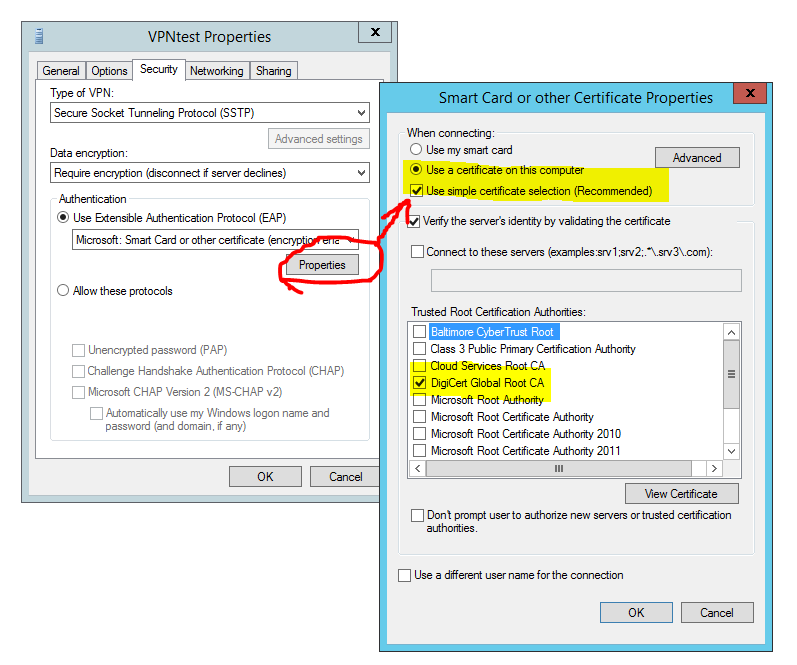 VPNtest Properties
x
General
Options
Security
Networking
Sharing
Type of VPN:
Secure Socket Tunneling Protocol (SSTP)
Advanced settings
Data encryption:
Require encryption (disconnect if server declines)
Authentication
Use Extensible Authentication Protocol (EAP)
Microsoft: Smart Card or other certificate (encryption ena
Properties
Allow these protocols
Unencrypted password (PAP)
Challenge Handshake Authentication Protocol (CHAP)
Microsoft CHAP Version 2 (MS-CHAP v2)
Automatically use my Windows logon name and
password (and domain, if any)
OK
Cancel
Smart Card or other Certificate Properties
x
When connecting:
Use my smart card
Advanced
Use a certificate on this computer
Use simple certificate selection (Recommended)
Verify the server's identity by validating the certificate
Connect to these servers (examples:srv1;srv2;.*\.srv3\.com):
Trusted Root Certification Authorities:
Baltimore CyberTrust Root
Class 3 Public Primary Certification Authority
Cloud Services Root CA
DigiCert Global Root CA
Microsoft Root Authority
Microsoft Root Certificate Authority
Microsoft Root Certificate Authority 2010
Microsoft Root Certificate Authority 2011
View Certificate
Don't prompt user to authorize new servers or trusted certification
authorities.
Use a different user name for the connection
OK
Cancel